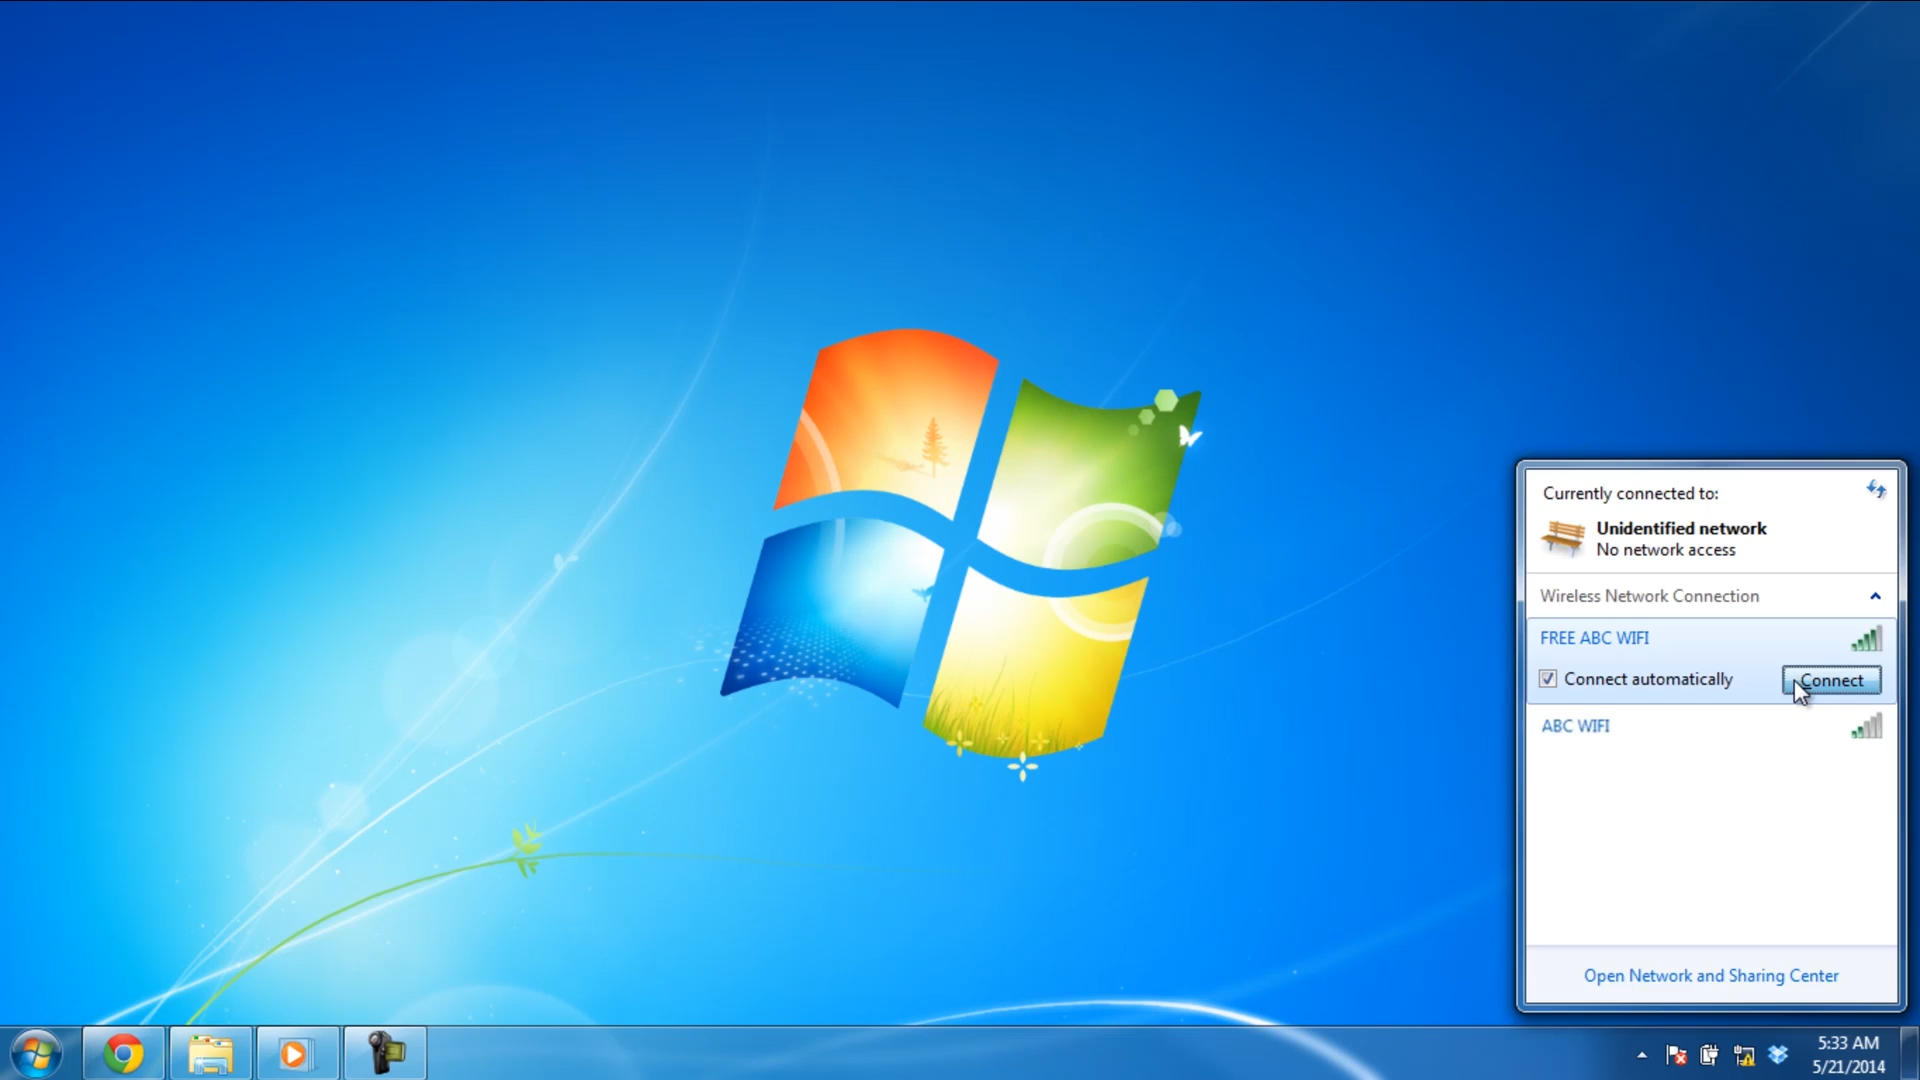 Currently connected to:
Unidentified network
No network access
Wireless Network Connection
FREE ABC WIFI
Connect automatically
Connect
ABC WIFI
Open Network and Sharing Center
5:33 AM
5/21/2014